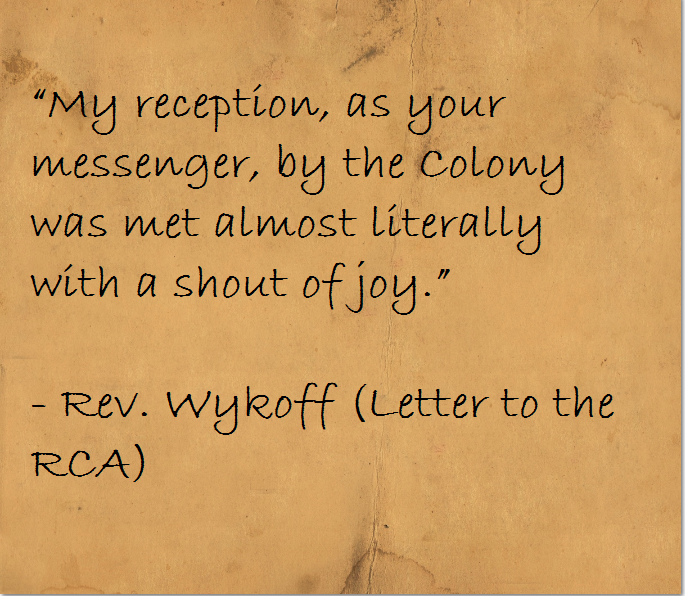 “My reception, as your
messenger, by the Colony
was met almost literally
with a shout of joy.”
- Rev. Wykoff (Letter to the
RCA)